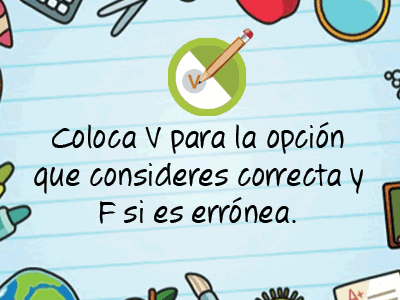 V
Coloca V para la opción
que consideres correcta y
F si es errónea.
A+